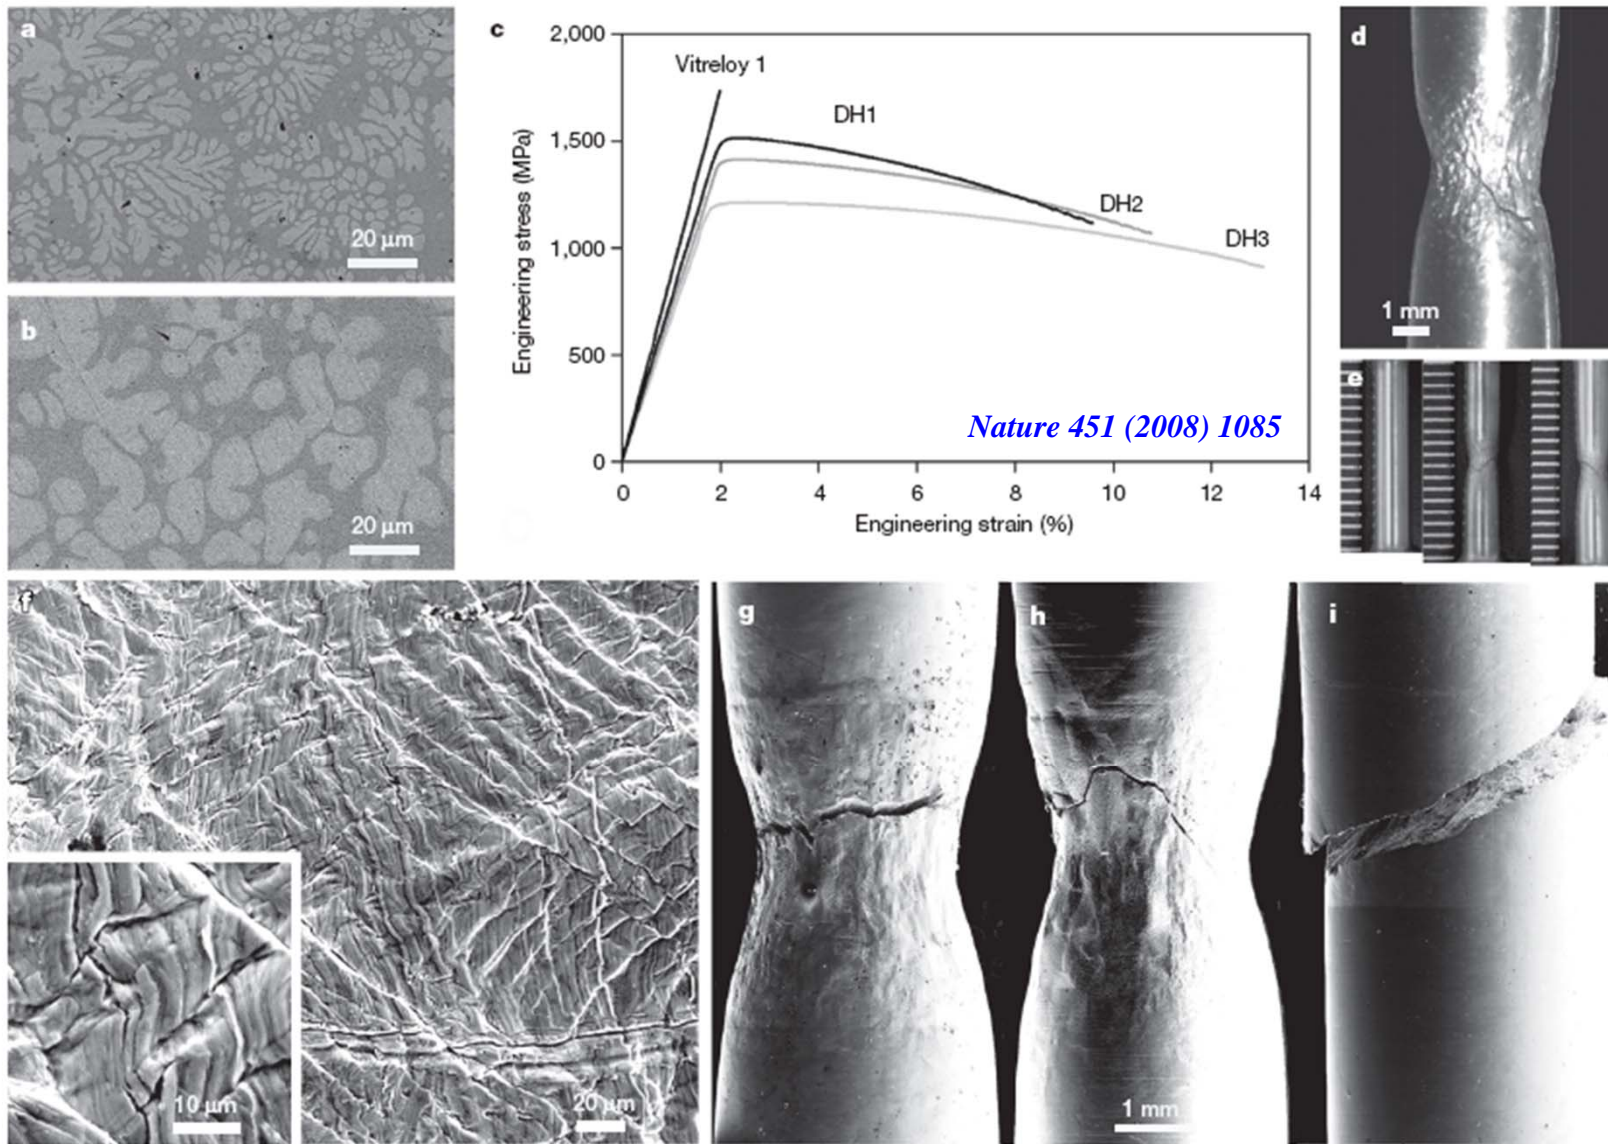 a
20 µm
b
20 µm
c
2,000
1,500
1,000
500
0
Engineering stress (MPa)
Vitreloy 1
DH1
DH2
DH3
Nature 451 (2008) 1085
0 2 4 6 8 10 12 14
Engineering strain (%)
d
1 mm
e
f
10 µm
20 µm
g
h
1 mm
i